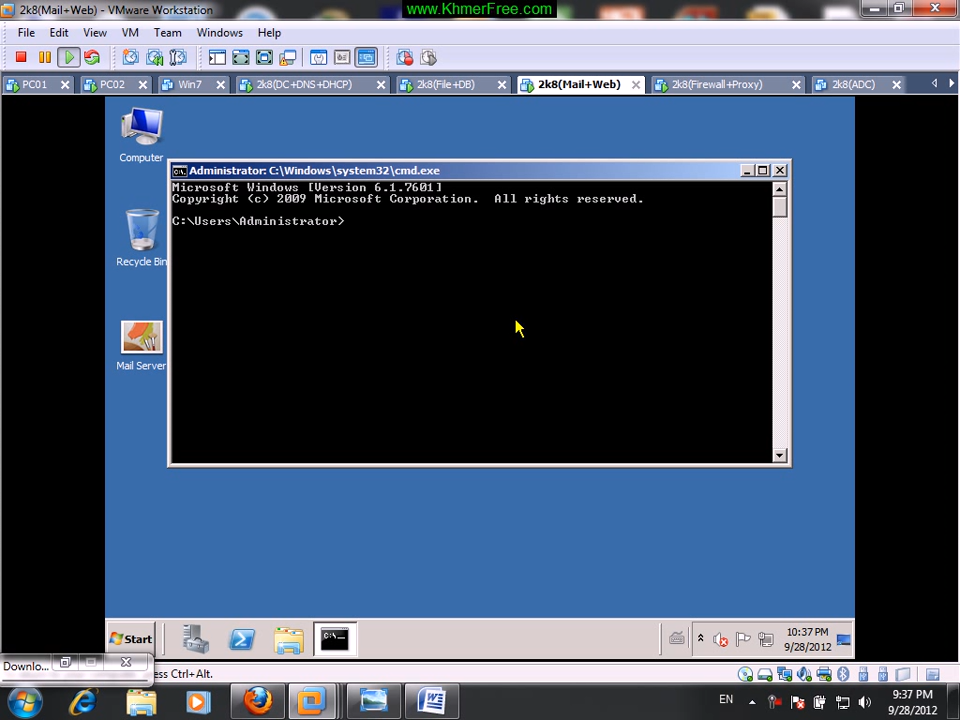 2k8(Mail+Web) - VMware Workstation
www.KhmerFree.com
File Edit View VM Team Windows Help
PC01 PC02 Win7 2k8(DC+DNS+DHCP) 2k8(File+DB) 2k8(Mail+Web) 2k8(Firewall+Proxy) 2k8(ADC)
Computer
Administrator: C:\Windows\system32\cmd.exe
Microsoft Windows [Version 6.1.7601]
Copyright (c) 2009 Microsoft Corporation.  All rights reserved.
C:\Users\Administrator>
Recycle Bin
Mail Server
Start
10:37 PM
9/28/2012
Downlo...
ess Ctrl+Alt.
EN
9:37 PM
9/28/2012